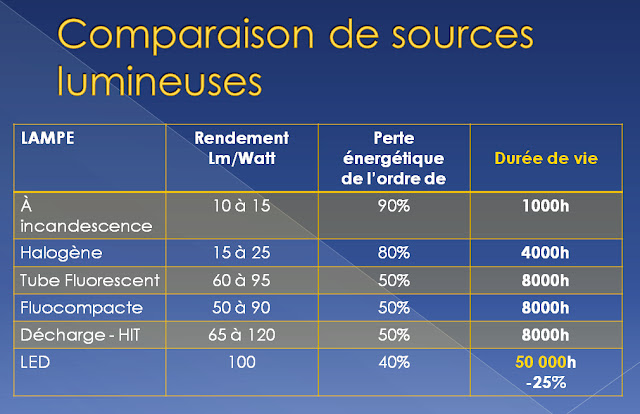 Comparaison de sources
lumineuses
LAMPE Rendement Lm/Watt Perte énergétique de l'ordre de Durée de vie
À incandescence 10 à 15 90% 1000h
Halogène 15 à 25 80% 4000h
Tube Fluorescent 60 à 95 50% 8000h
Fluocompacte 50 à 90 50% 8000h
Décharge - HIT 65 à 120 50% 8000h
LED 100 40% 50 000h
-25%